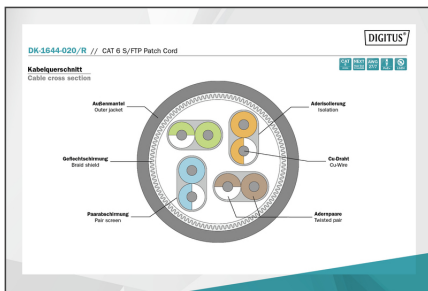 DIGITUS®
DK-1644-020/R // CAT 6 S/FTP Patch Cord
Kabelquerschnitt
Cable cross section
Außenmantel
Outer jacket
Aderisolierung
Isolation
Geflechtschirmung
Braid shield
Cu-Draht
Cu-Wire
Paarabschirmung
Pair screen
Aderspaare
Twisted pair